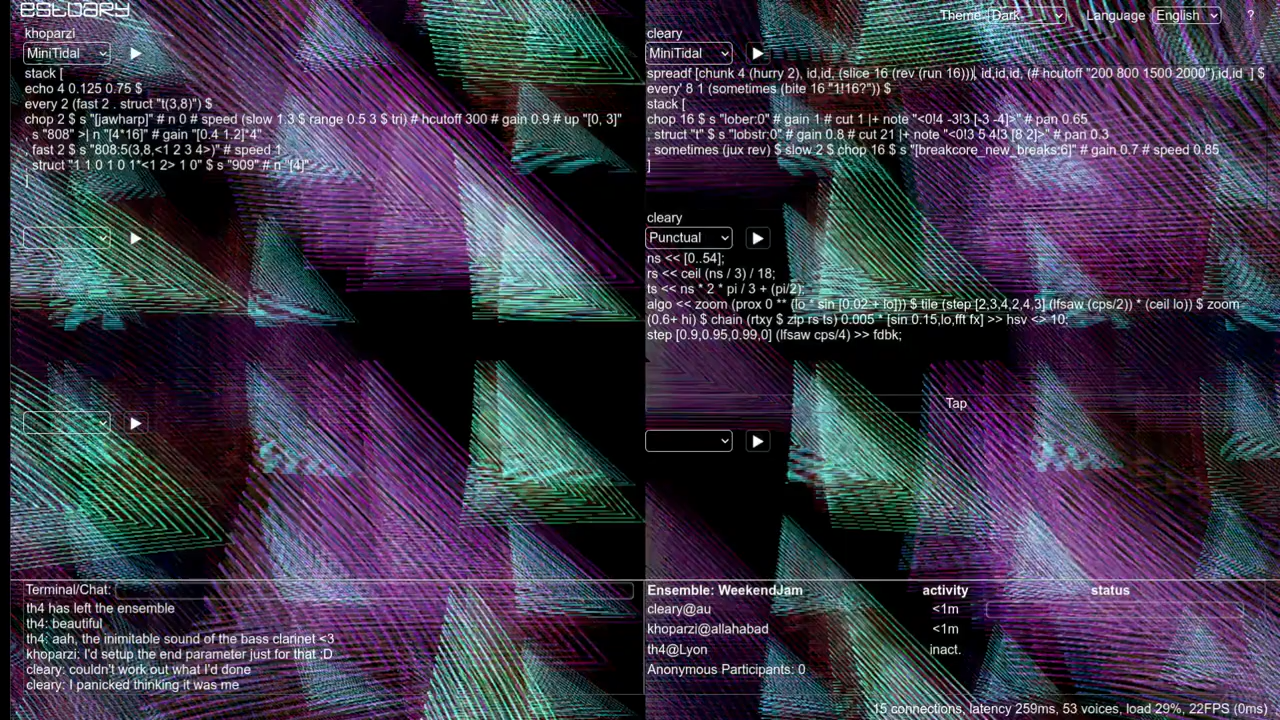 estuary
Theme Dark Language English ?
khoparzi
MiniTidal
stack [
echo 4 0.125 0.75 $
every 2 (fast 2 . struct "t(3,8)") $
chop 2 $ s "[jawharp]" # n 0 # speed (slow 1.3 $ range 0.5 3 $ tri) # hcutoff 300 # gain 0.9 # up "[0, 3]"
, s "808" >| n "[4*16]" # gain "[0.4 1.2]*4"
, fast 2 $ s "808:5(3,8,<1 2 3 4>)" # speed 1
, struct "1 1 0 1 0 1*<1 2> 1 0" $ s "909" # n "[4]"
]
cleary
MiniTidal
spreadf [chunk 4 (hurry 2), id,id, (slice 16 (rev (run 16))), id,id,id, (# hcutoff "200 800 1500 2000"),id,id ] $
every' 8 1 (sometimes (bite 16 "1!16?")) $
stack [
chop 16 $ s "lober:0" # gain 1 # cut 1 |+ note "<0!4 -3!3 [-3 -4]>" # pan 0.65
, struct "t" $ s "lobstr:0" # gain 0.8 # cut 21 |+ note "<0!3 5 4!3 [8 2]>" # pan 0.3
, sometimes (jux rev) $ slow 2 $ chop 16 $ s "[breakcore_new_breaks:6]" # gain 0.7 # speed 0.85
]
cleary
Punctual
ns << [0..54];
rs << ceil (ns / 3) / 18;
ts << ns * 2 * pi / 3 + (pi/2);
algo << zoom (prox 0 ** (lo * sin [0.02 + lo])) $ tile (step [2,3,4,2,4,3] (lfsaw (cps/2)) * (ceil lo)) $ zoom
(0.6+ hi) $ chain (rtxy $ zip rs ts) 0.005 * [sin 0.15,lo,fft fx] >> hsv <> 10;
step [0.9,0.95,0.99,0] (lfsaw cps/4) >> fdbk;
Tap
Terminal/Chat:
th4 has left the ensemble
th4: beautiful
th4: aah, the inimitable sound of the bass clarinet <3
khoparzi: I'd setup the end parameter just for that ;D
cleary: couldn't work out what I'd done
cleary: I panicked thinking it was me
Ensemble: WeekendJam activity status
cleary@au <1m
khoparzi@allahabad <1m
th4@Lyon inact.
Anonymous Participants: 0
15 connections, latency 259ms, 53 voices, load 29%, 22FPS (0ms)